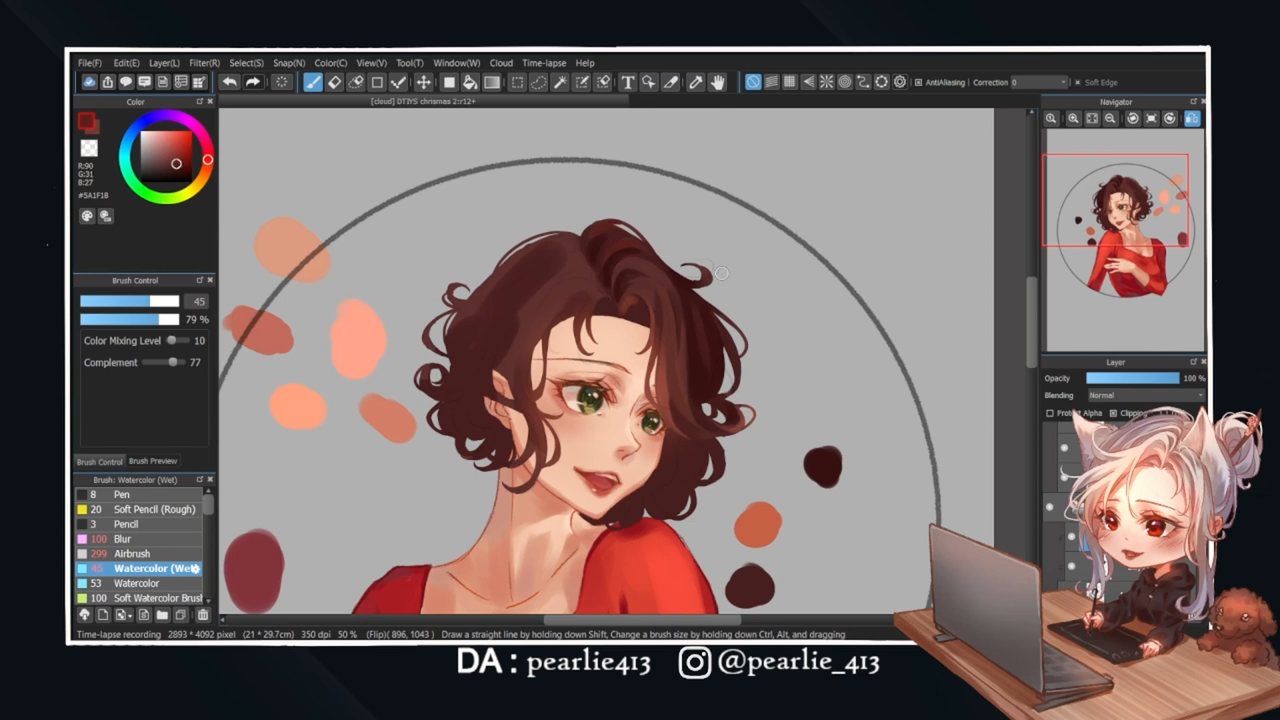 File(F) Edit(E) Layer(L) Filter(R) Select(S) Snap(N) Color(C) View(V) Tool(T) Window(W) Cloud Time-lapse Help
AntiAliasing Correction 0 Soft Edge
Color
[cloud] DTIYS chrismas 2:r12+
Navigator
R:90
G:31
B:27
#5A1F1B
Brush Control
45
79 %
Color Mixing Level 10
Complement 77
Brush Control Brush Preview
Brush: Watercolor (Wet)
8 Pen
20 Soft Pencil (Rough)
3 Pencil
100 Blur
299 Airbrush
45 Watercolor (Wet
53 Watercolor
100 Soft Watercolor Brush
Layer
Opacity 100 %
Blending Normal
Protect Alpha Clipping
Time-lapse recording 2893 * 4092 pixel (21 * 29.7cm) 350 dpi 50 % (Flip)( 896, 1043 ) Draw a straight line by holding down Shift, Change a brush size by holding down Ctrl, Alt, and dragging
DA : pearlie413 @pearlie_413